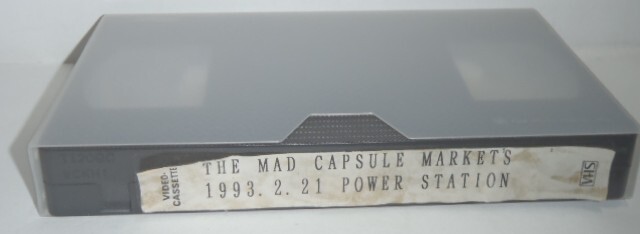 VIDEO-
CASSETTE
THE MAD CAPSULE MARKETS
1993. 2. 21 POWER STATION
VHS